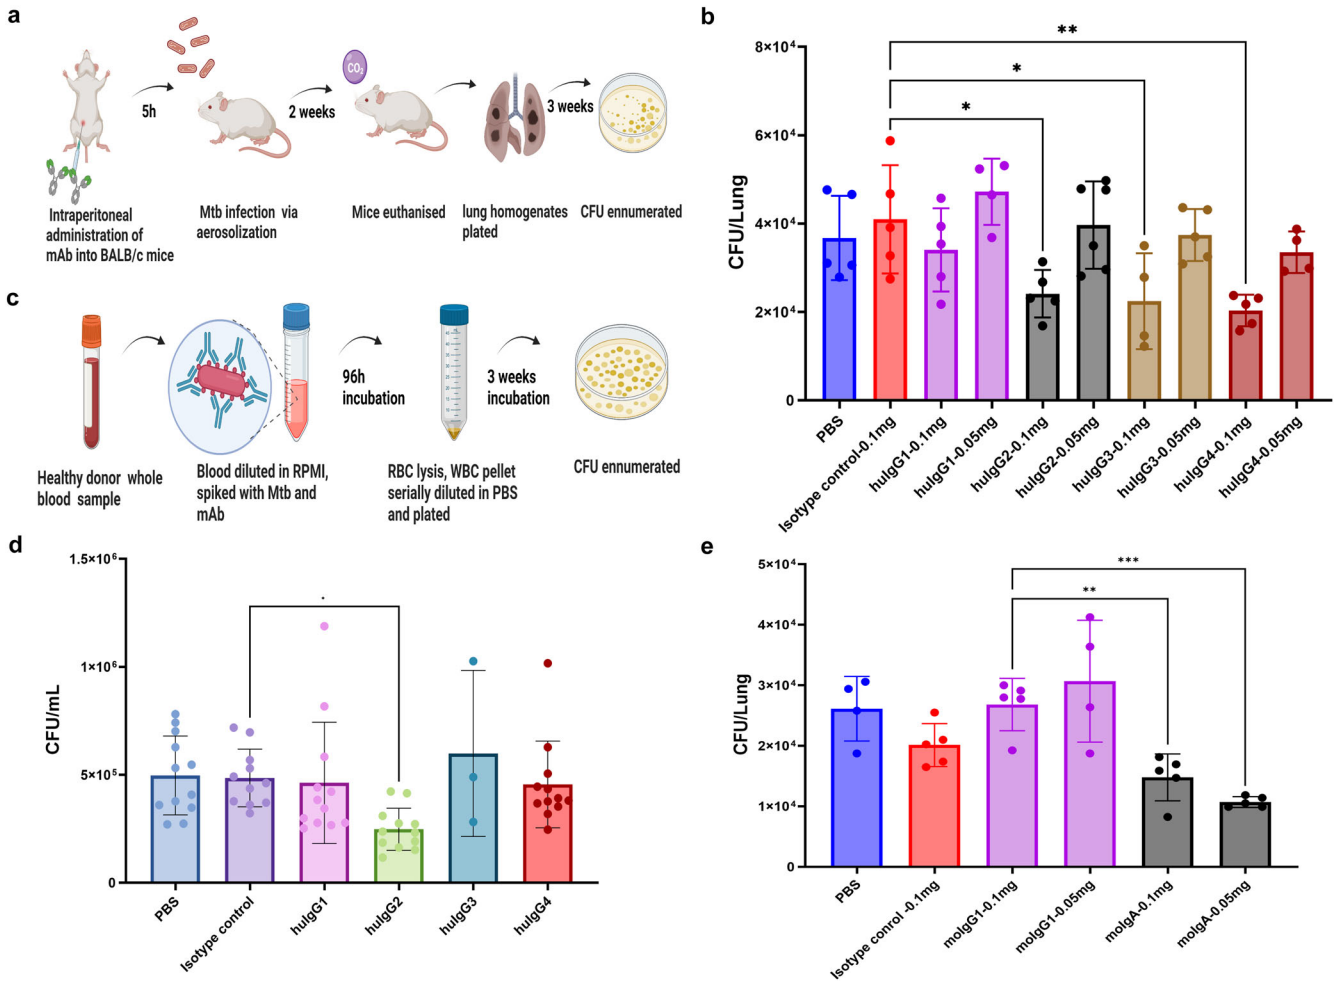 a
CO₂
5h
2 weeks
3 weeks
Intraperitoneal
administration of
mAb into BALB/c mice
Mtb infection via
aerosolization
Mice euthanised
lung homogenates
plated
CFU ennumerated
b
**
*
*
8×10⁴
6×10⁴
4×10⁴
2×10⁴
0
CFU/Lung
PBS
Isotype control-0.1mg
huIgG1-0.1mg
huIgG1-0.05mg
huIgG2-0.1mg
huIgG2-0.05mg
huIgG3-0.1mg
huIgG3-0.05mg
huIgG4-0.1mg
huIgG4-0.05mg
c
96h
incubation
3 weeks
incubation
Healthy donor whole
blood sample
Blood diluted in RPMI,
spiked with Mtb and
mAb
RBC lysis, WBC pellet
serially diluted in PBS
and plated
CFU ennumerated
d
1.5×10⁶
1×10⁶
5×10⁵
0
CFU/mL
PBS
Isotype control
huIgG1
huIgG2
huIgG3
huIgG4
e
***
**
5×10⁴
4×10⁴
3×10⁴
2×10⁴
1×10⁴
0
CFU/Lung
PBS
Isotype conrol -0.1mg
moIgG1-0.1mg
moIgG1-0.05mg
moIgA-0.1mg
moIgA-0.05mg